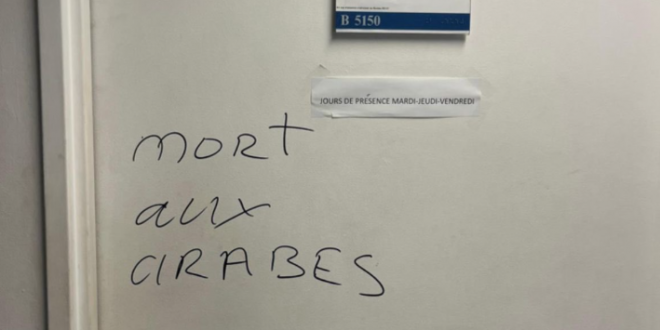 B 5150
JOURS DE PRÉSENCE MARDI-JEUDI-VENDREDI
MORT
aux
ARABES